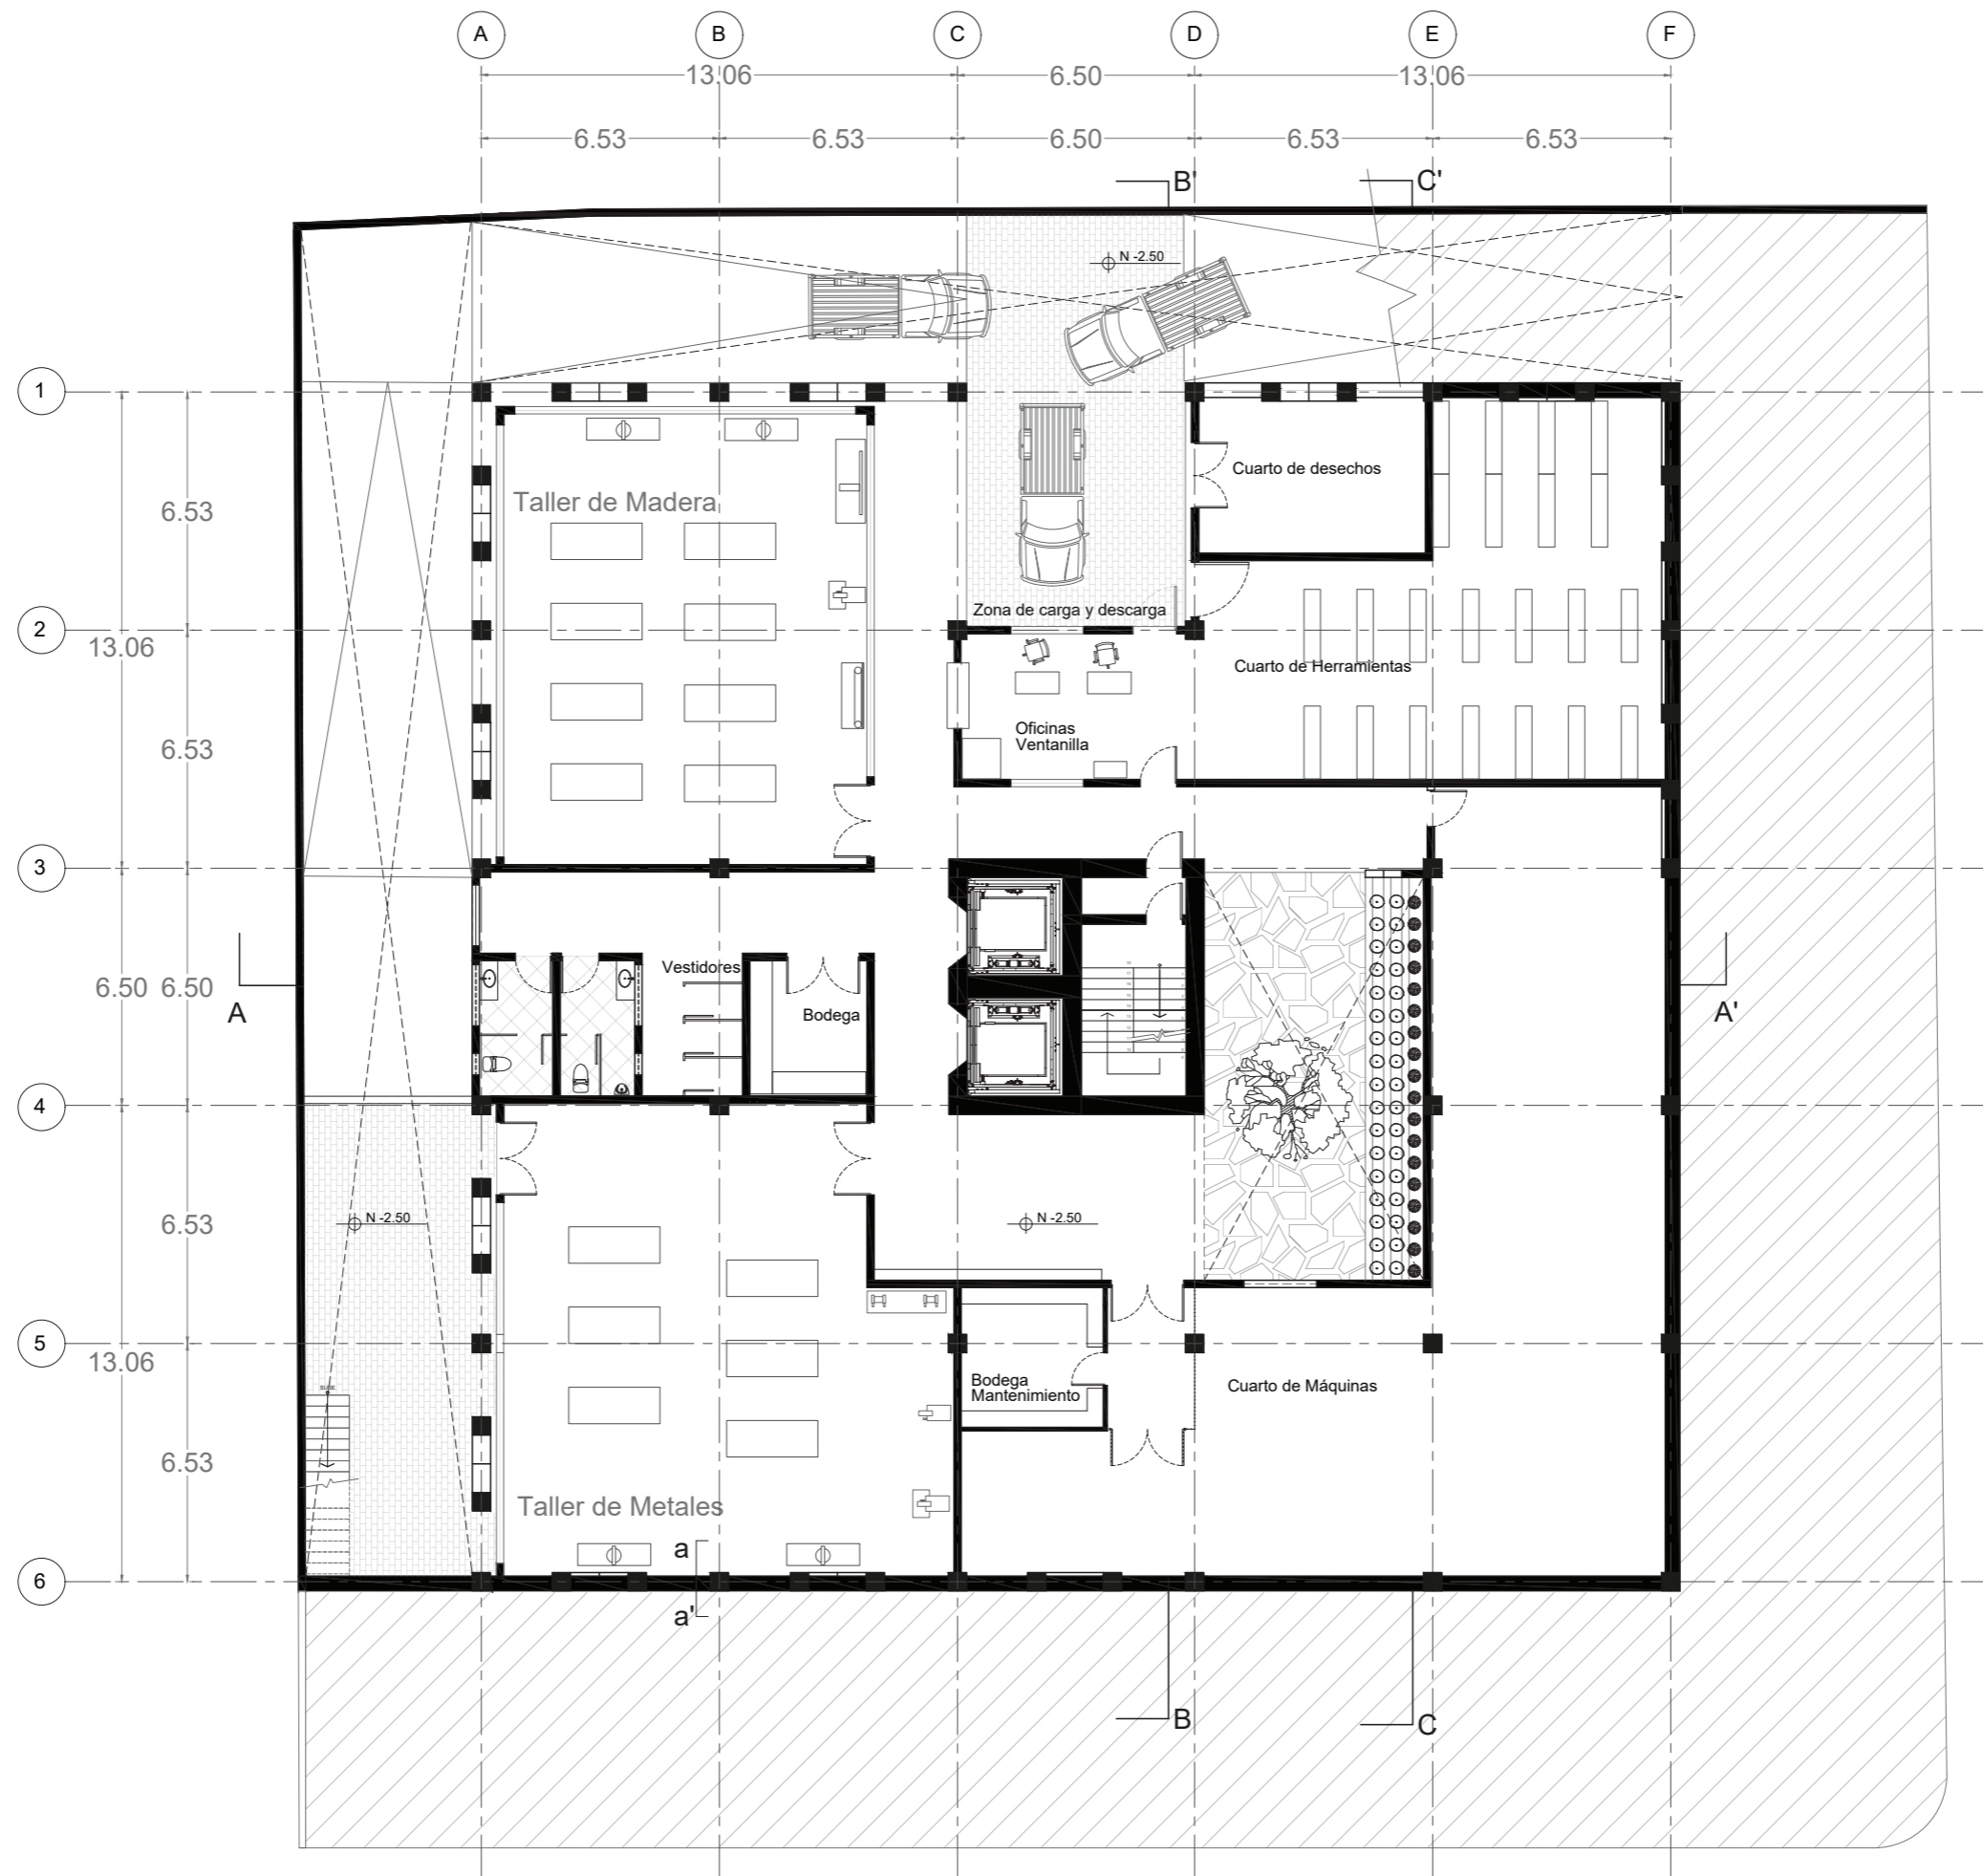 A B C D E F
13.06 6.50 13.06
6.53 6.53 6.50 6.53 6.53
B' C'
N -2.50
1
Cuarto de desechos
Taller de Madera
6.53
Zona de carga y descarga
2
13.06
Cuarto de Herramientas
Oficinas
Ventanilla
6.53
3
Vestidores
6.50 6.50
A
Bodega
A'
4
N -2.50
N -2.50
6.53
5
13.06
Bodega
Mantenimiento
Cuarto de Máquinas
SUBE
6.53
Taller de Metales
a
6
a'
B
C